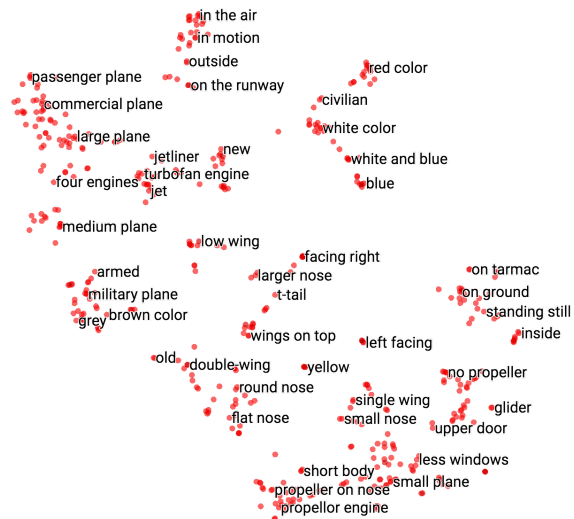 in the air
in motion
outside
on the runway
red color
passenger plane
commercial plane
civilian
white color
large plane
jetliner
new
white and blue
turbofan engine
four engines
jet
blue
medium plane
low wing
facing right
armed
larger nose
on tarmac
military plane
t-tail
on ground
grey
brown color
standing still
wings on top
left facing
inside
old
double-wing
yellow
no propeller
round nose
single wing
glider
flat nose
small nose
upper door
short body
less windows
propeller on nose
small plane
propellor engine